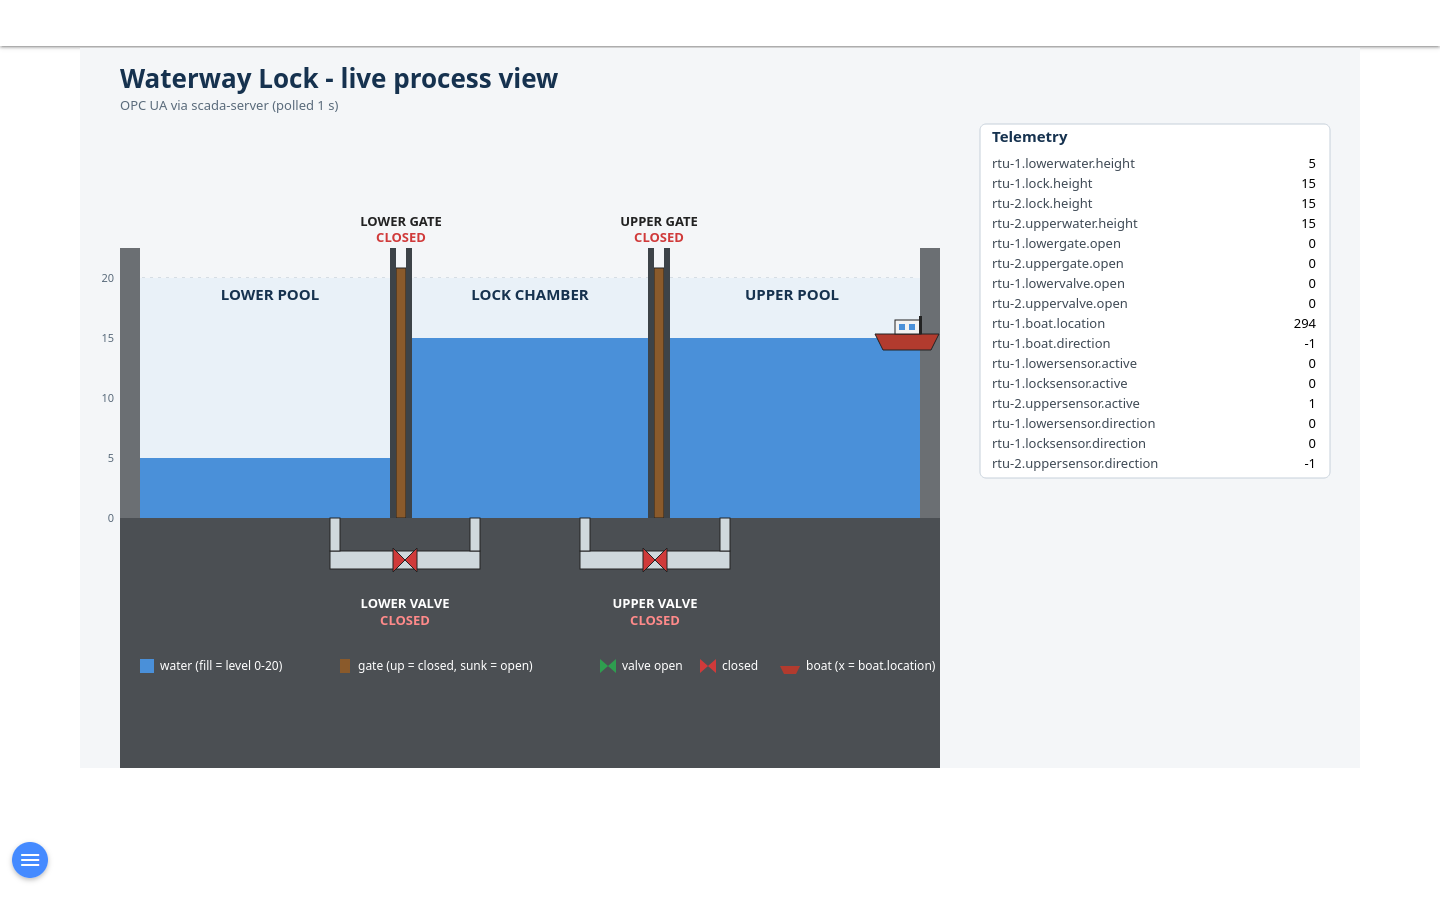 Waterway Lock - live process view
OPC UA via scada-server (polled 1 s)
Telemetry
rtu-1.lowerwater.height 5
rtu-1.lock.height 15
rtu-2.lock.height 15
rtu-2.upperwater.height 15
rtu-1.lowergate.open 0
rtu-2.uppergate.open 0
rtu-1.lowervalve.open 0
rtu-2.uppervalve.open 0
rtu-1.boat.location 294
rtu-1.boat.direction -1
rtu-1.lowersensor.active 0
rtu-1.locksensor.active 0
rtu-2.uppersensor.active 1
rtu-1.lowersensor.direction 0
rtu-1.locksensor.direction 0
rtu-2.uppersensor.direction -1
LOWER GATE UPPER GATE
CLOSED CLOSED
20
LOWER POOL LOCK CHAMBER UPPER POOL
15
10
5
0
LOWER VALVE UPPER VALVE
CLOSED CLOSED
water (fill = level 0-20) gate (up = closed, sunk = open) valve open closed boat (x = boat.location)